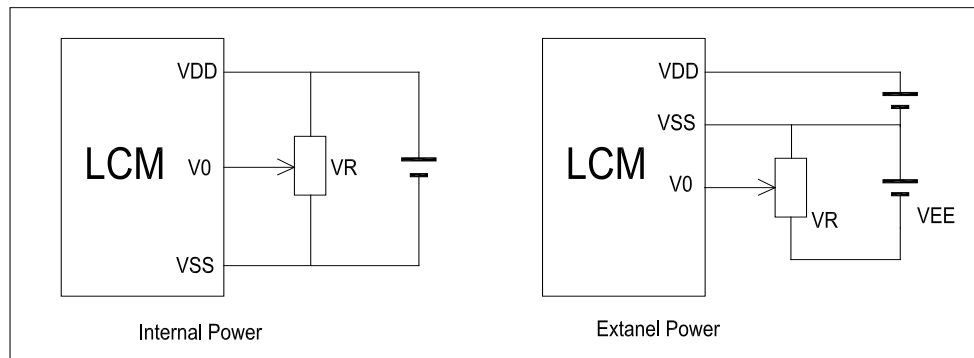 VDD
LCM
V0
VR
VSS
Internal Power
VDD
VSS
LCM
V0
VR
VEE
Extanel Power